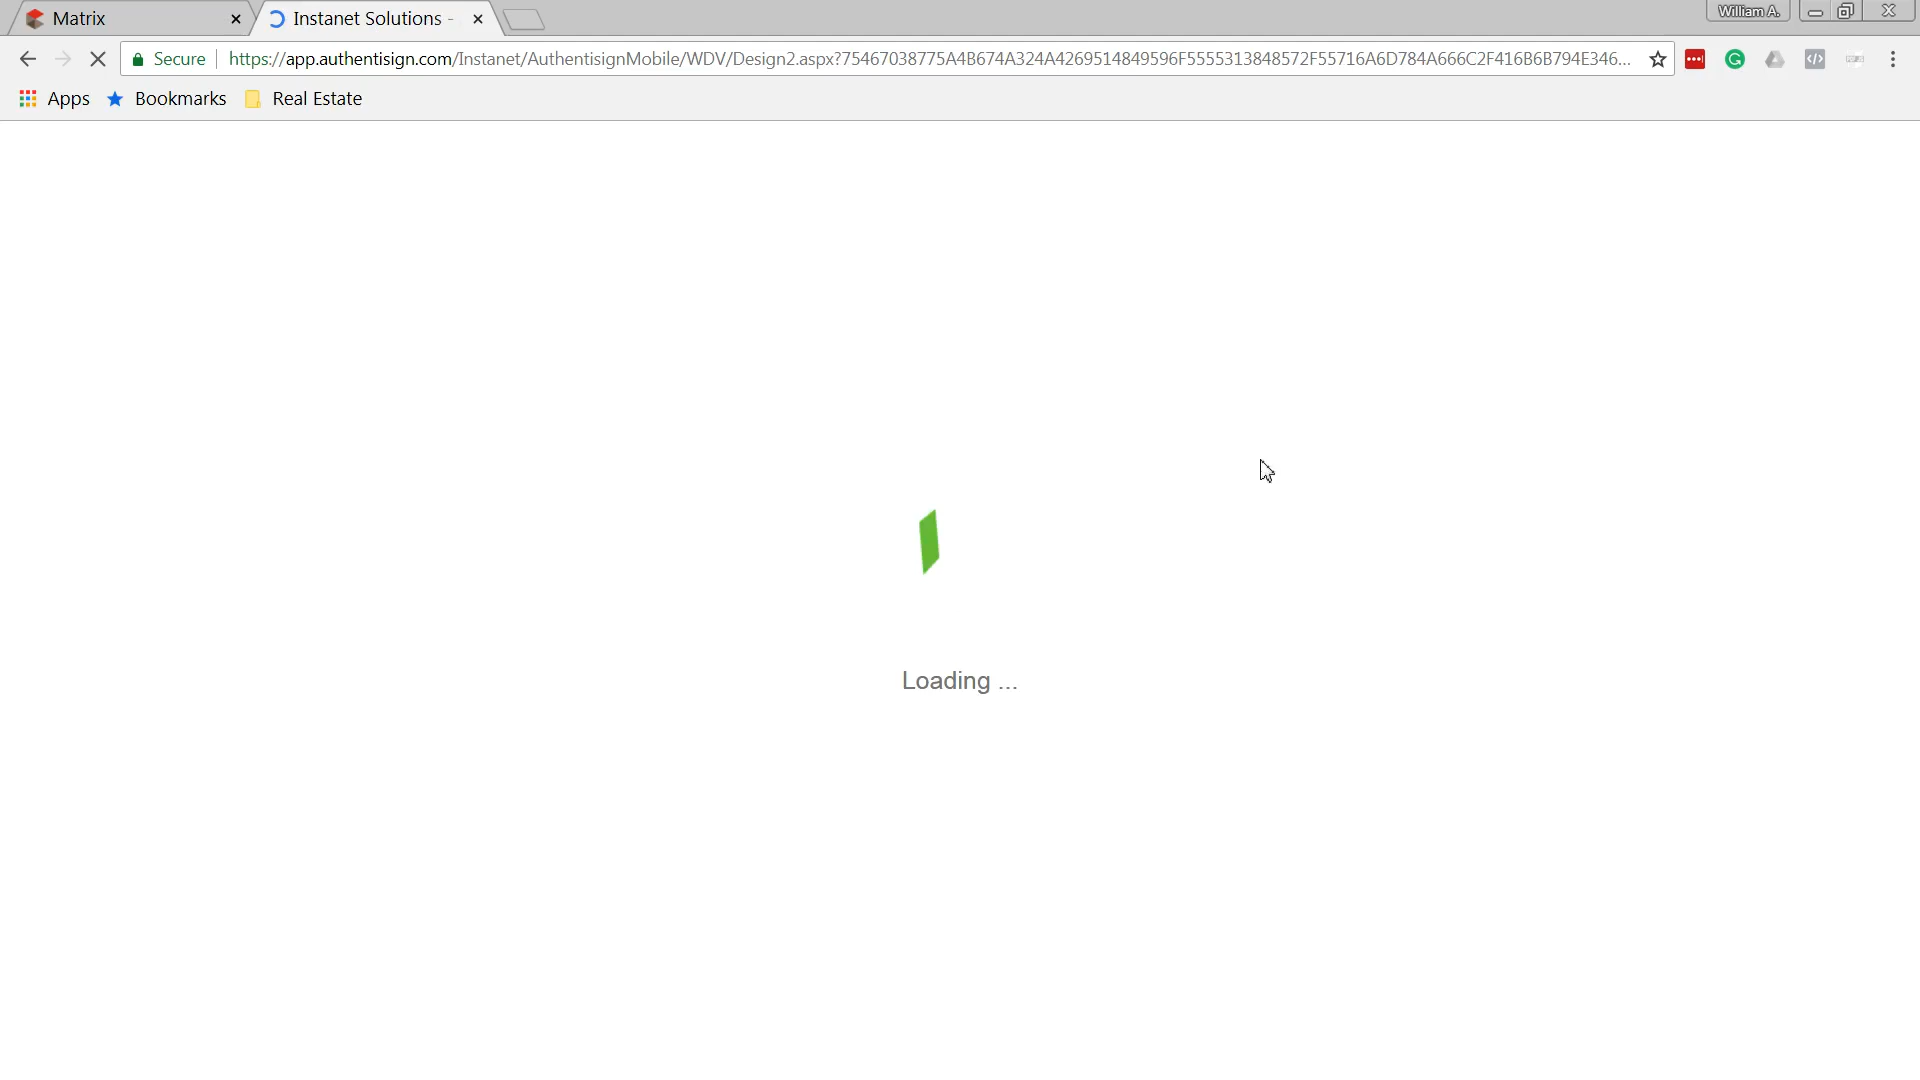 Matrix
Instanet Solutions -
William A.
Secure
https://app.authentisign.com/Instanet/AuthentisignMobile/WDV/Design2.aspx?75467038775A4B674A324A4269514849596F5555313848572F55716A6D784A666C2F416B6B794E346...
Apps
Bookmarks
Real Estate
Loading ...